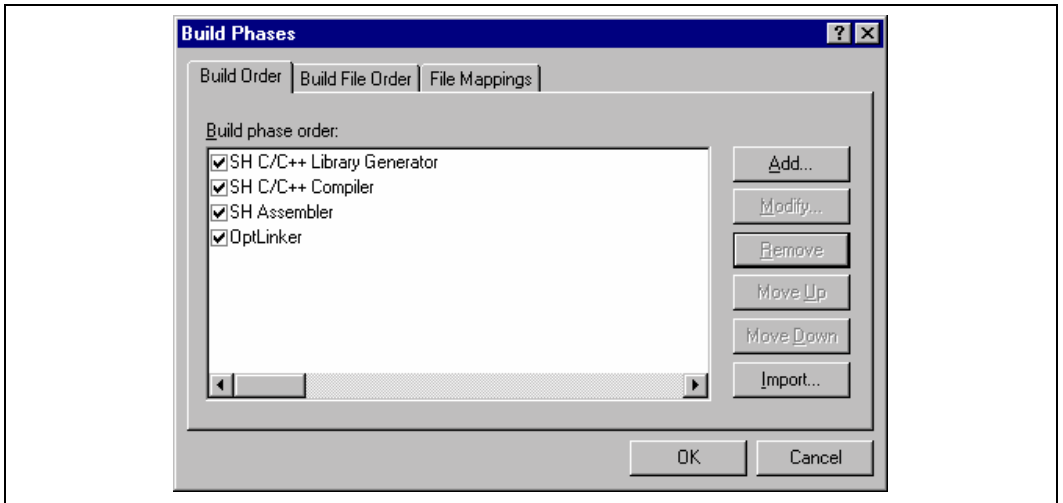 Build Phases
Build Order
Build File Order
File Mappings
Build phase order:
SH C/C++ Library Generator
SH C/C++ Compiler
SH Assembler
OptLinker
Add...
Modify...
Remove
Move Up
Move Down
Import...
OK
Cancel